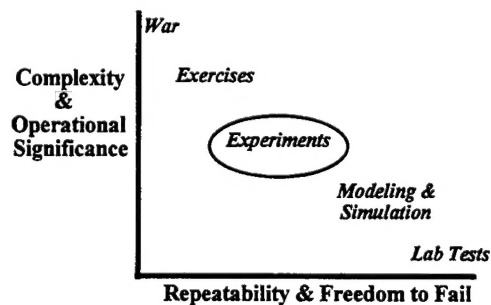 War
Exercises
Complexity
&
Operational
Significance
Experiments
Modeling &
Simulation
Lab Tests
Repeatability & Freedom to Fail